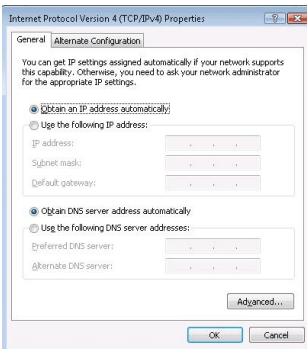 Internet Protocol Version 4 (TCP/IPv4) Properties
General
Alternate Configuration
You can get IP settings assigned automatically if your network supports
this capability. Otherwise, you need to ask your network administrator
for the appropriate IP settings.
Obtain an IP address automatically
Use the following IP address:
IP address:
Subnet mask:
Default gateway:
Obtain DNS server address automatically
Use the following DNS server addresses:
Preferred DNS server:
Alternate DNS server:
Advanced...
OK
Cancel